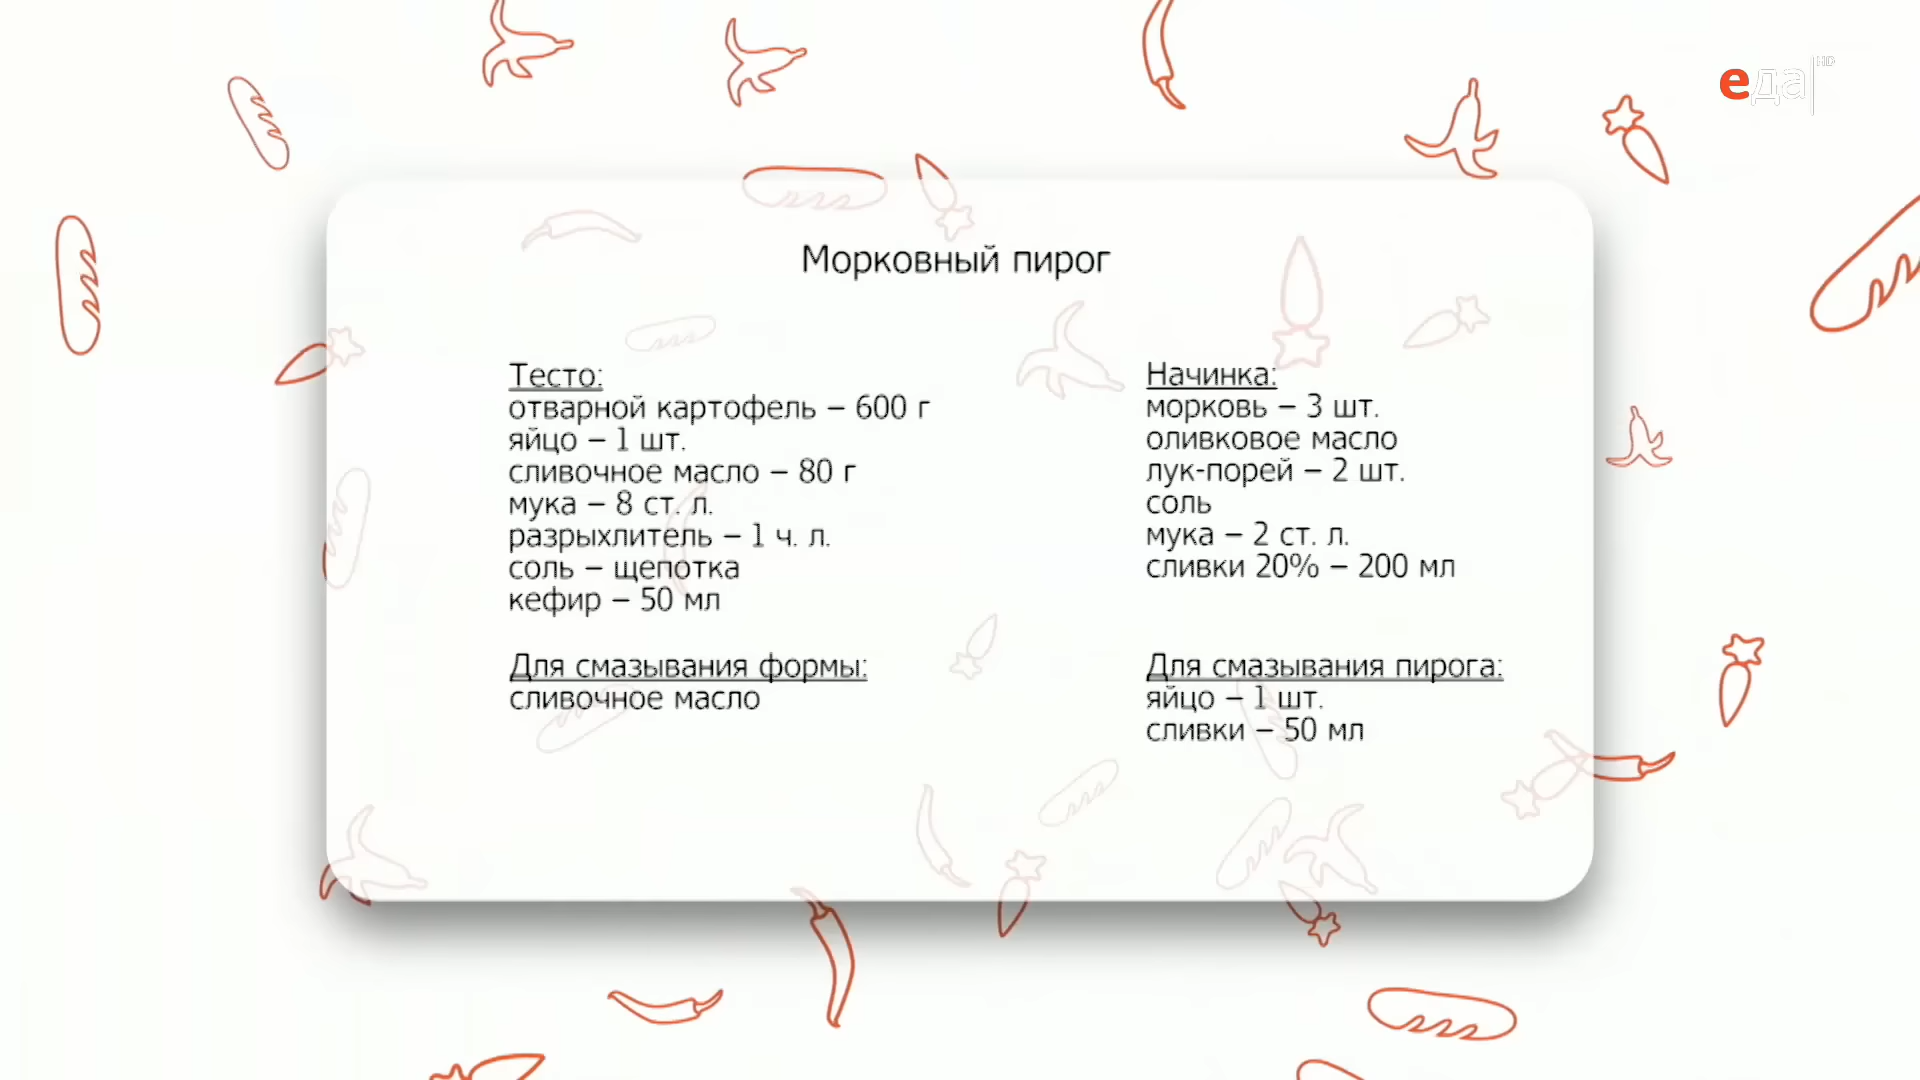 еда HD
Морковный пирог
Тесто:
отварной картофель – 600 г
яйцо – 1 шт.
сливочное масло – 80 г
мука – 8 ст. л.
разрыхлитель – 1 ч. л.
соль – щепотка
кефир – 50 мл
Для смазывания формы:
сливочное масло
Начинка:
морковь – 3 шт.
оливковое масло
лук-порей – 2 шт.
соль
мука – 2 ст. л.
сливки 20% – 200 мл
Для смазывания пирога:
яйцо – 1 шт.
сливки – 50 мл